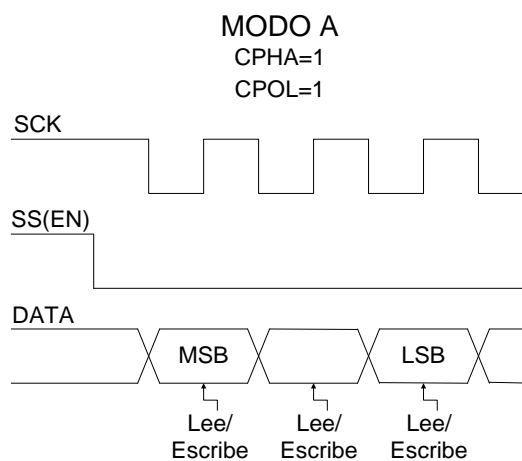 MODO A
CPHA=1
CPOL=1
SCK
SS(EN)
DATA
MSB
LSB
Lee/
Escribe
Lee/
Escribe
Lee/
Escribe